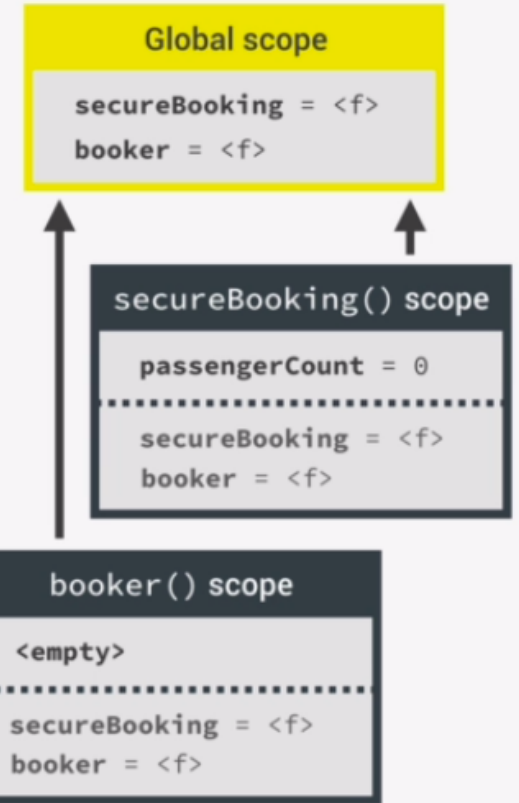 Global scope
secureBooking = <f>
booker = <f>
secureBooking() scope
passengerCount = 0
secureBooking = <f>
booker = <f>
booker() scope
<empty>
secureBooking = <f>
booker = <f>